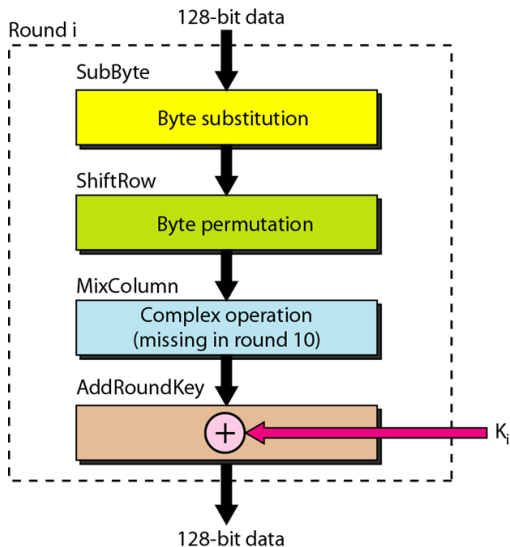 128-bit data
Round i
SubByte
Byte substitution
ShiftRow
Byte permutation
MixColumn
Complex operation
(missing in round 10)
AddRoundKey
+
Ki
128-bit data